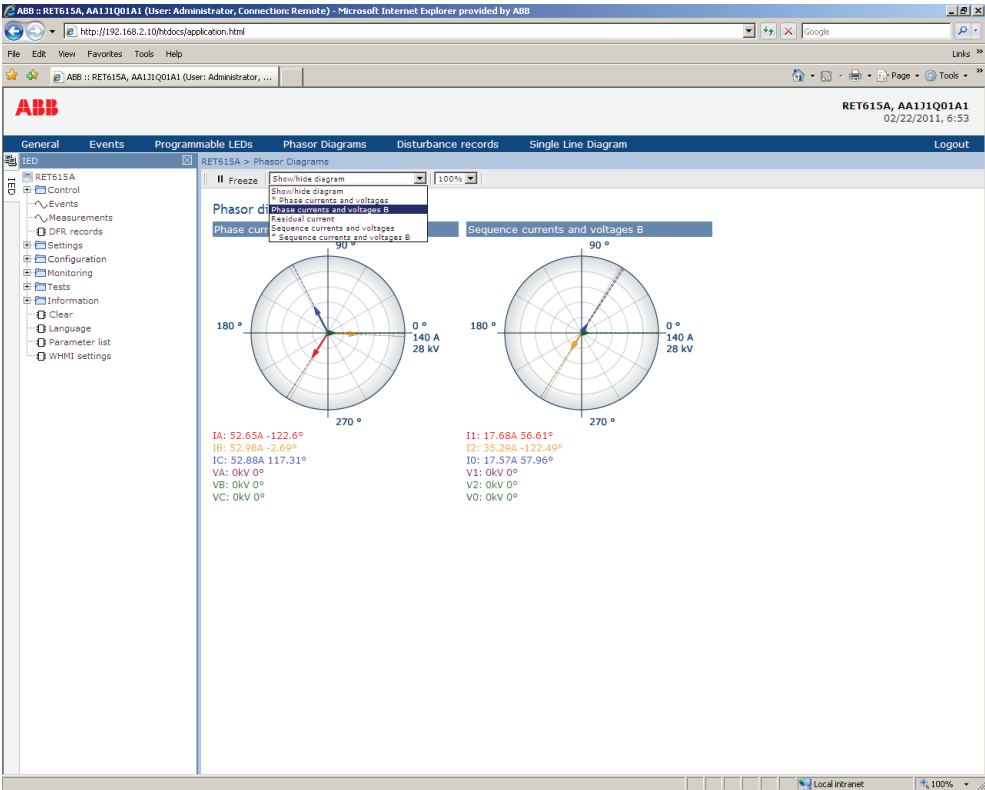 ABB :: RET615A, AA1J1Q01A1 (User: Administrator, Connection: Remote) - Microsoft Internet Explorer provided by ABB
http://192.168.2.10/htdocs/application.html
Google
File Edit View Favorites Tools Help
Links »
ABB :: RET615A, AA1J1Q01A1 (User: Administrator, ...
Page Tools »
ABB
RET615A, AA1J1Q01A1
02/22/2011, 6:53
General Events Programmable LEDs Phasor Diagrams Disturbance records Single Line Diagram Logout
IED
IED
RET615A > Phasor Diagrams
RET615A
Control
Events
Measurements
DFR records
Settings
Configuration
Monitoring
Tests
Information
Clear
Language
Parameter list
WHMI settings
Freeze
Show/hide diagram
100%
Show/hide diagram
* Phase currents and voltages
Phase currents and voltages B
Residual current
Sequence currents and voltages
* Sequence currents and voltages B
Phasor di
Phase curr
90 °
180 °
0 °
140 A
28 kV
270 °
IA: 52.65A -122.6°
IB: 52.98A -2.69°
IC: 52.88A 117.31°
VA: 0kV 0°
VB: 0kV 0°
VC: 0kV 0°
Sequence currents and voltages B
90 °
180 °
0 °
140 A
28 kV
270 °
I1: 17.68A 56.61°
I2: 35.29A -122.49°
I0: 17.57A 57.96°
V1: 0kV 0°
V2: 0kV 0°
V0: 0kV 0°
Local intranet
100%